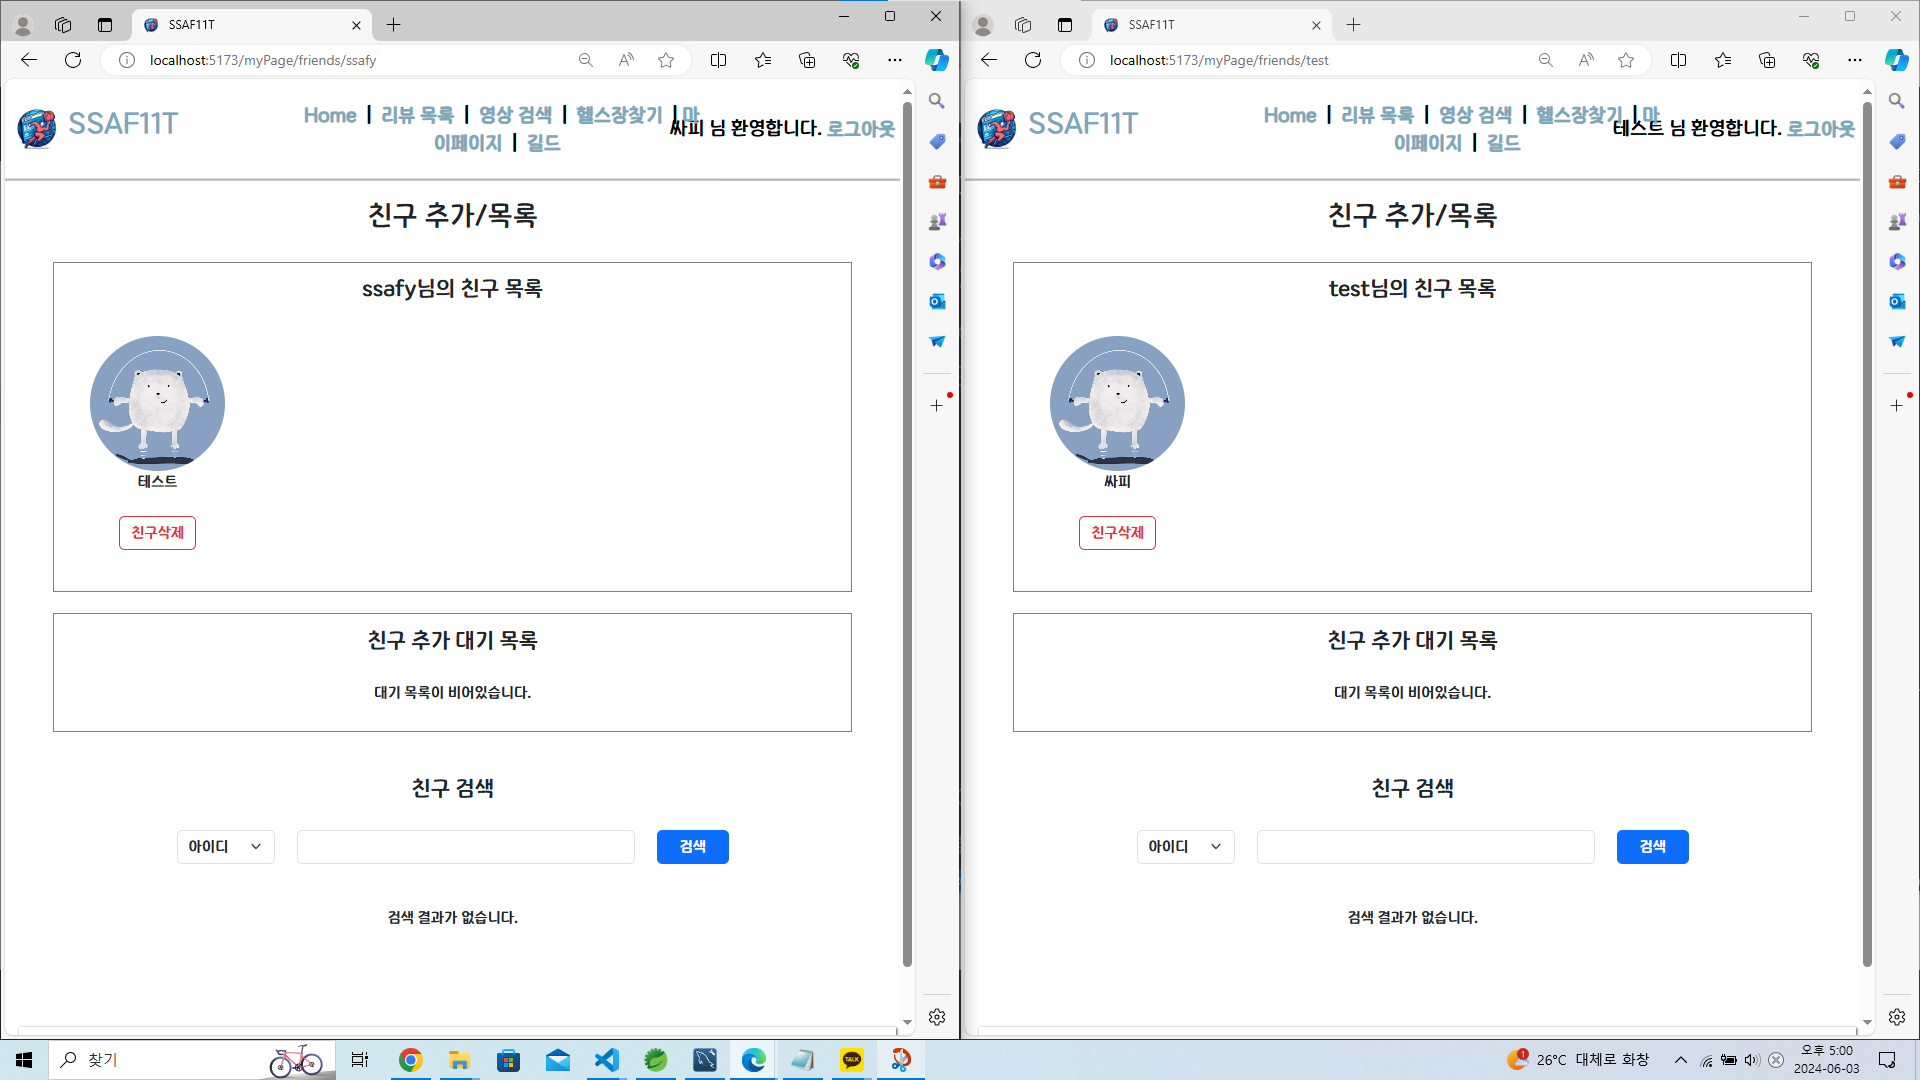 SSAF11T
localhost:5173/myPage/friends/ssafy
SSAF11T
Home | 리뷰 목록 | 영상 검색 | 헬스장찾기 | 마
이페이지 | 길드
싸피 님 환영합니다. 로그아웃
친구 추가/목록
ssafy님의 친구 목록
테스트
친구삭제
친구 추가 대기 목록
대기 목록이 비어있습니다.
친구 검색
아이디
검색
검색 결과가 없습니다.
SSAF11T
localhost:5173/myPage/friends/test
SSAF11T
Home | 리뷰 목록 | 영상 검색 | 헬스장찾기 | 마
이페이지 | 길드
테스트 님 환영합니다. 로그아웃
친구 추가/목록
test님의 친구 목록
싸피
친구삭제
친구 추가 대기 목록
대기 목록이 비어있습니다.
친구 검색
아이디
검색
검색 결과가 없습니다.
찾기
TALK
1
26°C 대체로 화창
오후 5:00
2024-06-03